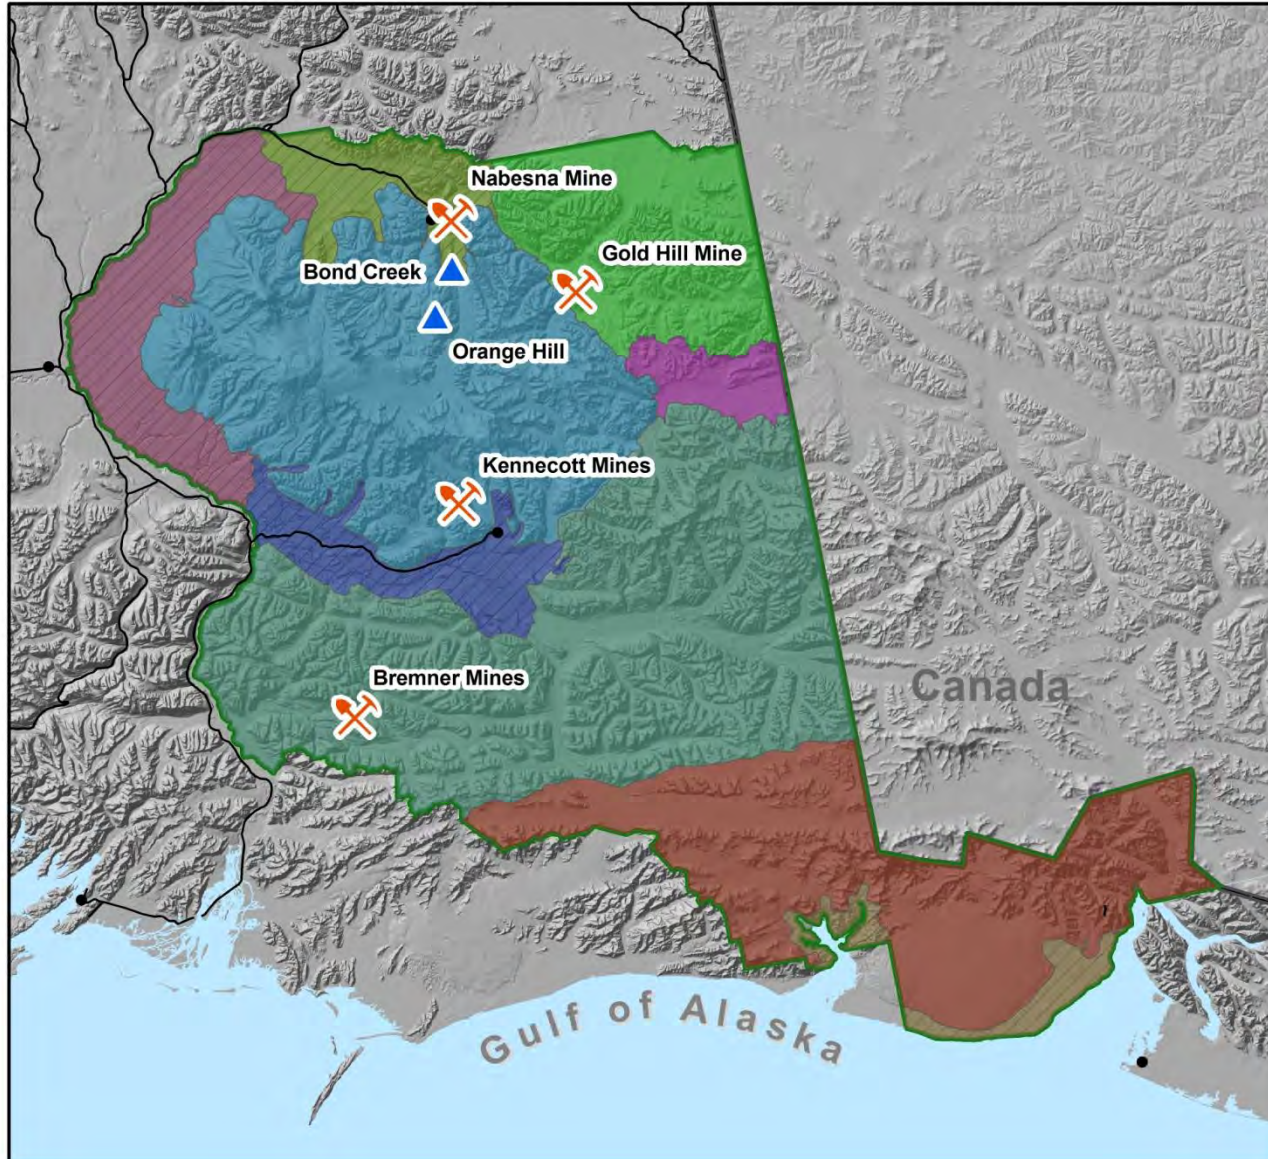 Nabesna Mine
Gold Hill Mine
Bond Creek
Orange Hill
Kennecott Mines
Bremner Mines
Canada
Gulf of Alaska